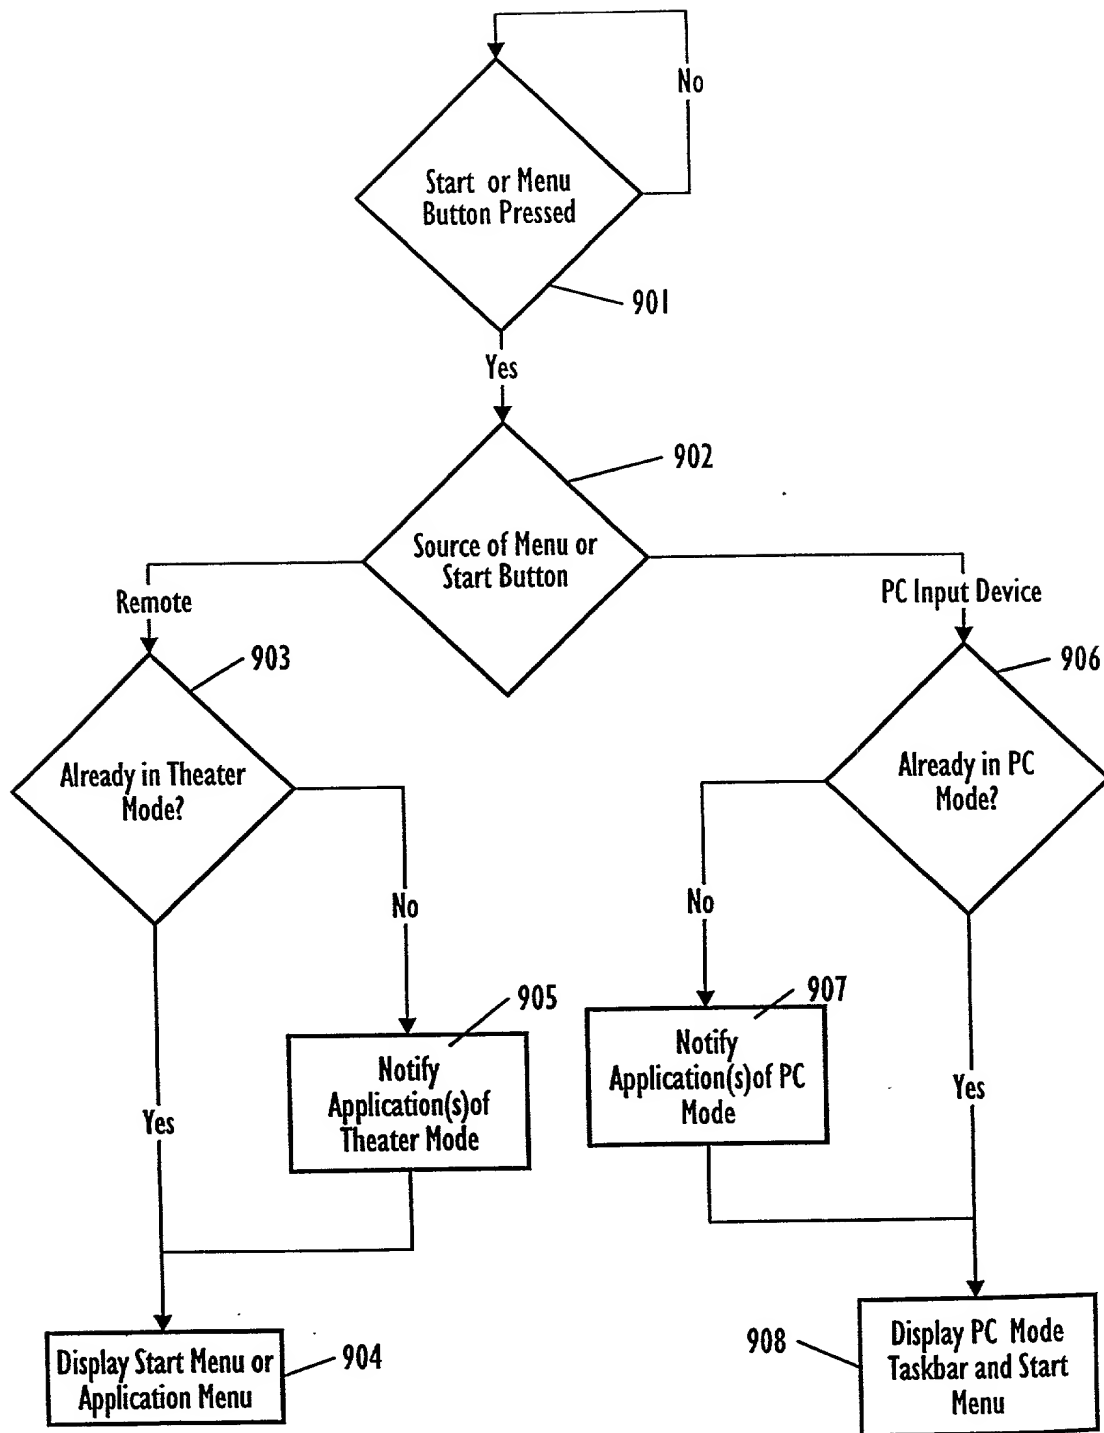 No
Start or Menu
Button Pressed
901
Yes
902
Source of Menu or
Start Button
Remote
PC Input Device
903
906
Already in Theater
Mode?
Already in PC
Mode?
No
No
905
907
Notify
Application(s)of
Theater Mode
Notify
Application(s)of PC
Mode
Yes
Yes
Display Start Menu or
Application Menu
904
908
Display PC Mode
Taskbar and Start
Menu